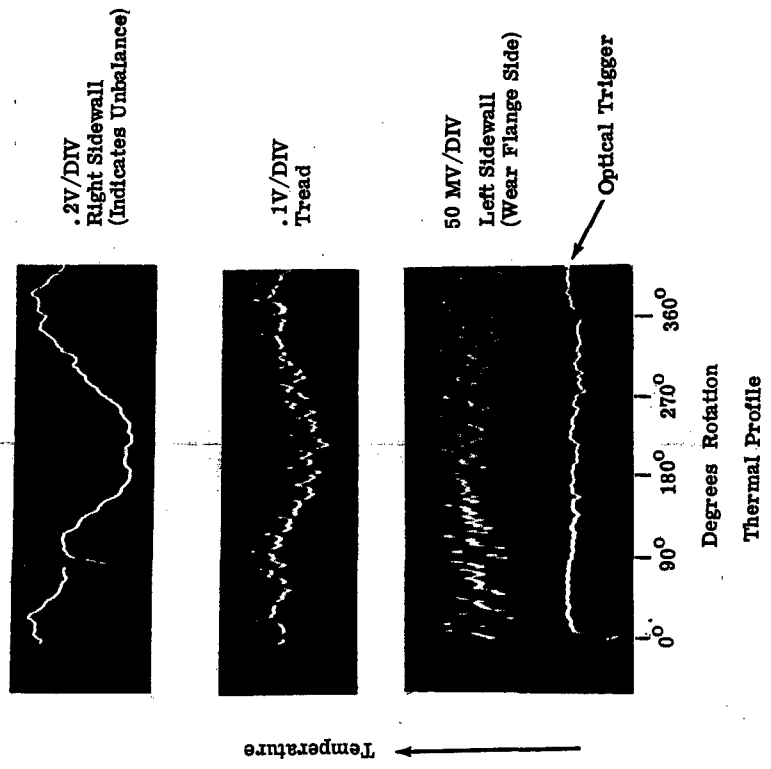 .2V/DIV
Right Sidewall
(Indicates Unbalance)
.1V/DIV
Tread
50 MV/DIV
Left Sidewall
(Wear Flange Side)
Optical Trigger
Temperature
0° 90° 180° 270° 360°
Degrees Rotation
Thermal Profile